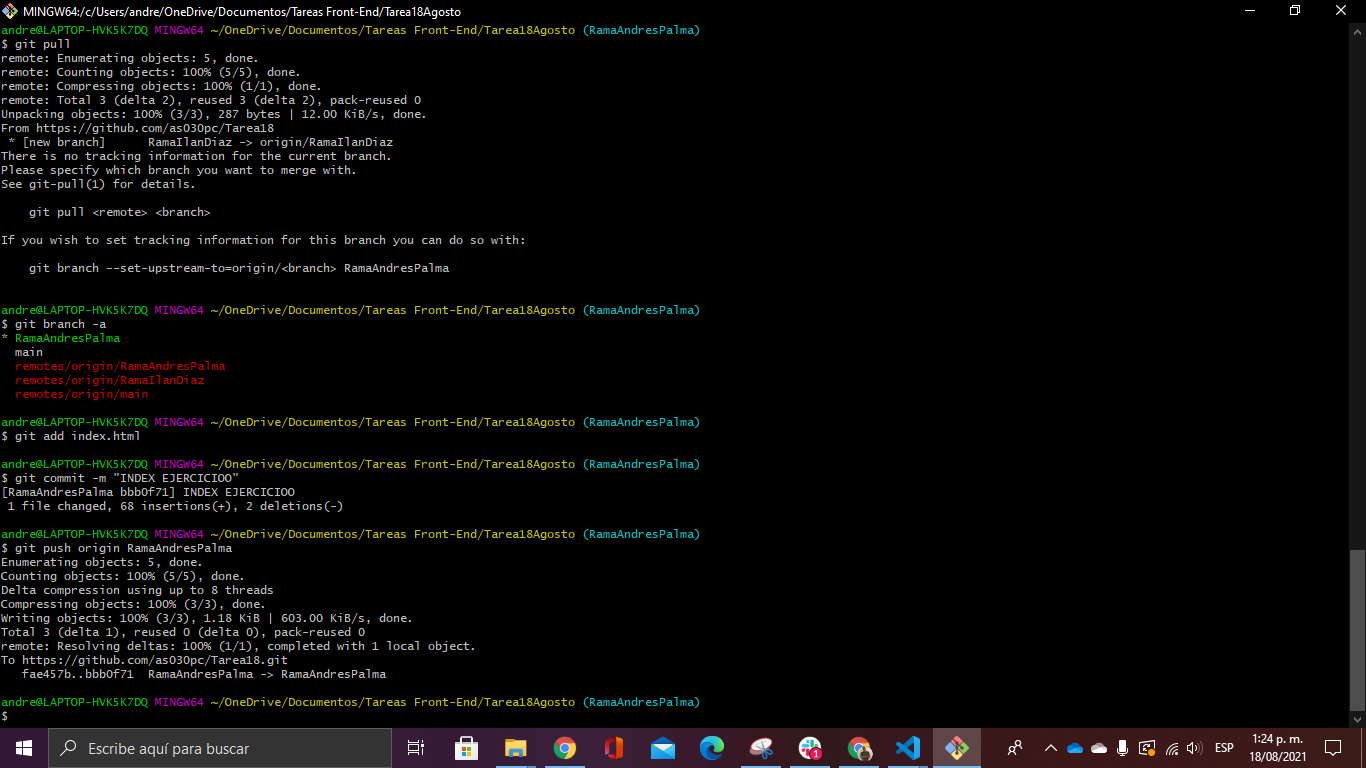 MINGW64:/c/Users/andre/OneDrive/Documentos/Tareas Front-End/Tarea18Agosto
andre@LAPTOP-HVK5K7DQ MINGW64 ~/OneDrive/Documentos/Tareas Front-End/Tarea18Agosto (RamaAndresPalma)
$ git pull
remote: Enumerating objects: 5, done.
remote: Counting objects: 100% (5/5), done.
remote: Compressing objects: 100% (1/1), done.
remote: Total 3 (delta 2), reused 3 (delta 2), pack-reused 0
Unpacking objects: 100% (3/3), 287 bytes | 12.00 KiB/s, done.
From https://github.com/as030pc/Tarea18
 * [new branch]      RamaIlanDiaz -> origin/RamaIlanDiaz
There is no tracking information for the current branch.
Please specify which branch you want to merge with.
See git-pull(1) for details.
    git pull <remote> <branch>
If you wish to set tracking information for this branch you can do so with:
    git branch --set-upstream-to=origin/<branch> RamaAndresPalma
andre@LAPTOP-HVK5K7DQ MINGW64 ~/OneDrive/Documentos/Tareas Front-End/Tarea18Agosto (RamaAndresPalma)
$ git branch -a
* RamaAndresPalma
  main
  remotes/origin/RamaAndresPalma
  remotes/origin/RamaIlanDiaz
  remotes/origin/main
andre@LAPTOP-HVK5K7DQ MINGW64 ~/OneDrive/Documentos/Tareas Front-End/Tarea18Agosto (RamaAndresPalma)
$ git add index.html
andre@LAPTOP-HVK5K7DQ MINGW64 ~/OneDrive/Documentos/Tareas Front-End/Tarea18Agosto (RamaAndresPalma)
$ git commit -m "INDEX EJERCICIOO"
[RamaAndresPalma bbb0f71] INDEX EJERCICIOO
 1 file changed, 68 insertions(+), 2 deletions(-)
andre@LAPTOP-HVK5K7DQ MINGW64 ~/OneDrive/Documentos/Tareas Front-End/Tarea18Agosto (RamaAndresPalma)
$ git push origin RamaAndresPalma
Enumerating objects: 5, done.
Counting objects: 100% (5/5), done.
Delta compression using up to 8 threads
Compressing objects: 100% (3/3), done.
Writing objects: 100% (3/3), 1.18 KiB | 603.00 KiB/s, done.
Total 3 (delta 1), reused 0 (delta 0), pack-reused 0
remote: Resolving deltas: 100% (1/1), completed with 1 local object.
To https://github.com/as030pc/Tarea18.git
   fae457b..bbb0f71  RamaAndresPalma -> RamaAndresPalma
andre@LAPTOP-HVK5K7DQ MINGW64 ~/OneDrive/Documentos/Tareas Front-End/Tarea18Agosto (RamaAndresPalma)
$
Escribe aquí para buscar
1
ESP
1:24 p. m.
18/08/2021